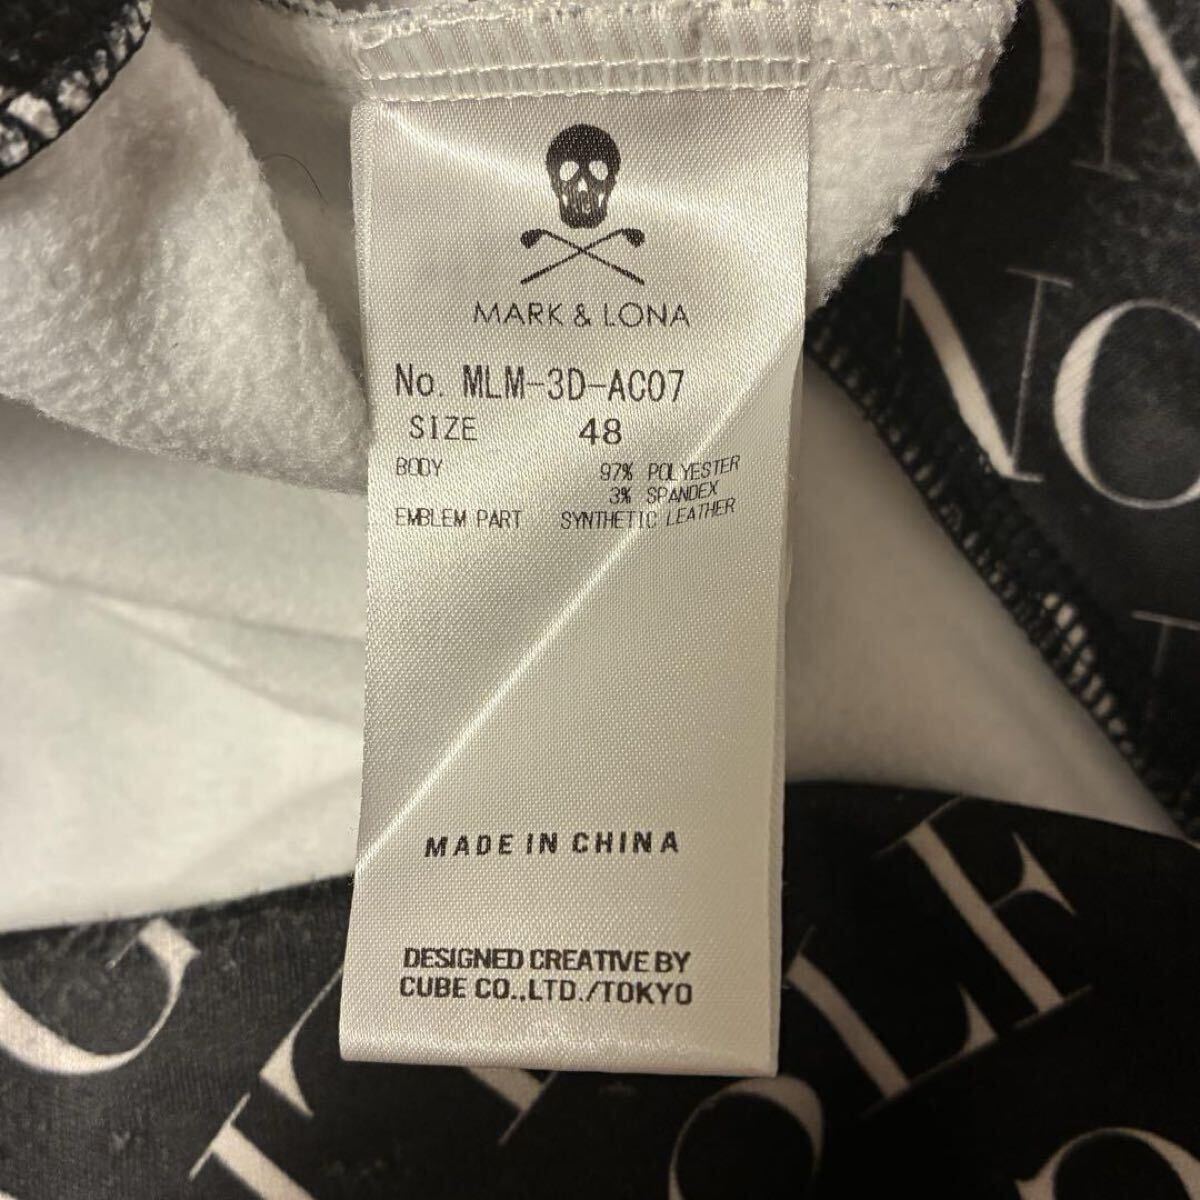 MARK & LONA
No. MLM-3D-AC07
SIZE 48
BODY 97% POLYESTER
3% SPANDEX
EMBLEM PART SYNTHETIC LEATHER
MADE IN CHINA
DESIGNED CREATIVE BY
CUBE CO.,LTD./TOKYO